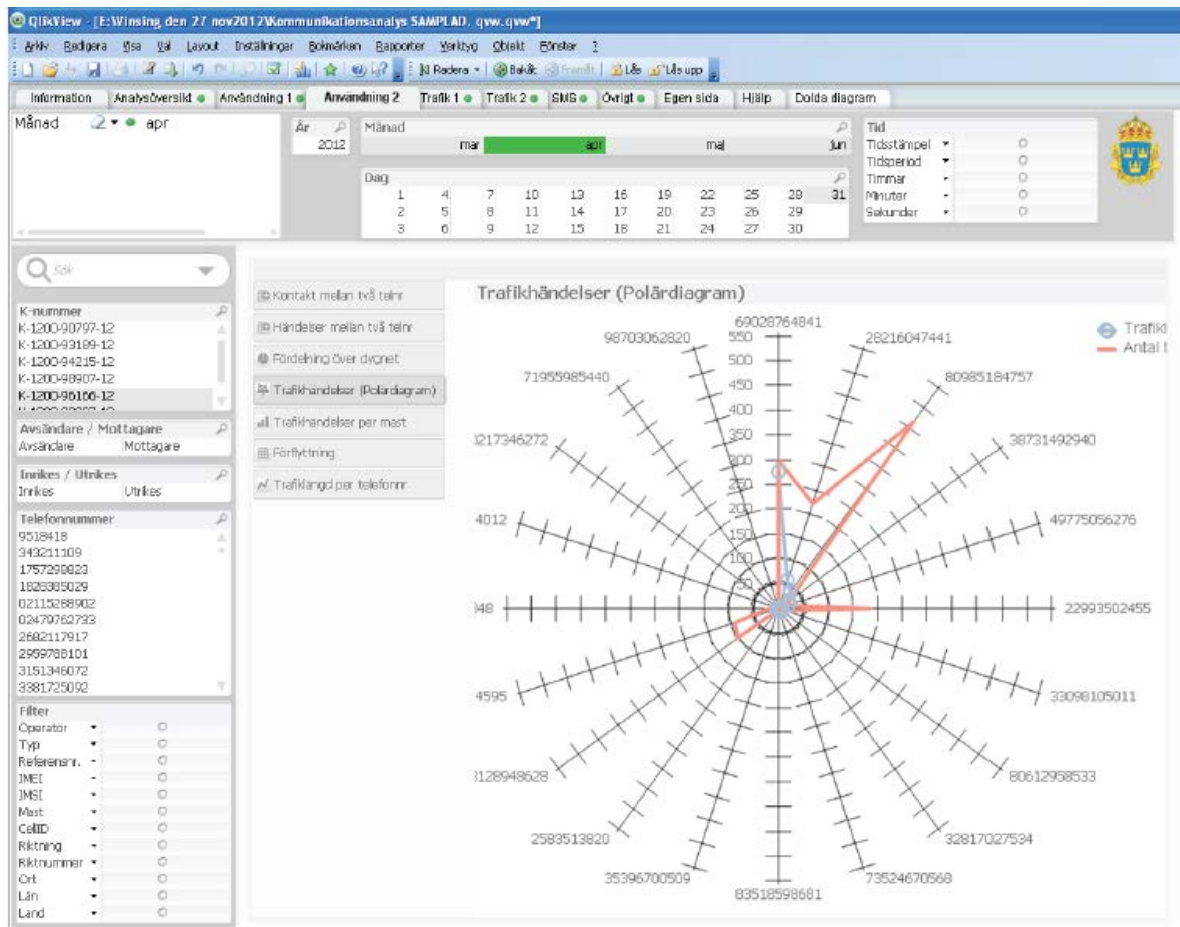 QlikView - [E:\Winsing den 27 nov2012\Kommunikationsanalys SAMPLAD. qvw.qvw*]
Arkiv Redigera Visa Val Layout Inställningar Bokmärken Rapporter Verktyg Objekt Fönster ?
Radera Bakåt Framåt Lås Lås upp
Information Analysöversikt Användning 1 Användning 2 Trafik 1 Trafik 2 SMS Övrigt Egen sida Hjälp Dolda diagram
Månad apr
År
2012
Månad
mar apr maj jun
Dag
1 4 7 10 13 16 19 22 25 28 31
2 5 8 11 14 17 20 23 26 29
3 6 9 12 15 18 21 24 27 30
Tid
Tidsstämpel
Tidsperiod
Timmar
Minuter
Sekunder
Sök
K-nummer
K-1200-90797-12
K-1200-93189-12
K-1200-94215-12
K-1200-98907-12
K-1200-96166-12
Avsändare / Mottagare
Avsändare Mottagare
Inrikes / Utrikes
Inrikes Utrikes
Telefonnummer
9518418
343211109
1757298823
1828385029
02115288902
02479762733
2682117917
2959788101
3151346072
3381725092
Filter
Operatör
Typ
Referensnr.
IMEI
IMSI
Mast
CellID
Riktning
Riktnummer
Ort
Län
Land
Kontakt mellan två telnr
Händelser mellan två telnr
Fördelning över dygnet
Trafikhändelser (Polärdiagram)
Trafikhändelser per mast
Förflyttning
Trafiklängd per telefonnr
Trafikhändelser (Polärdiagram)
69028764841
28216047441
80985184757
38731492940
49775056276
22993502455
33098105011
80612958533
32817027534
73524670568
83518598681
35396700509
2583513820
3128948628
4595
348
4012
0217346272
71955985440
98703062820
550
500
450
400
350
300
250
200
150
100
50
Trafikl
Antal t